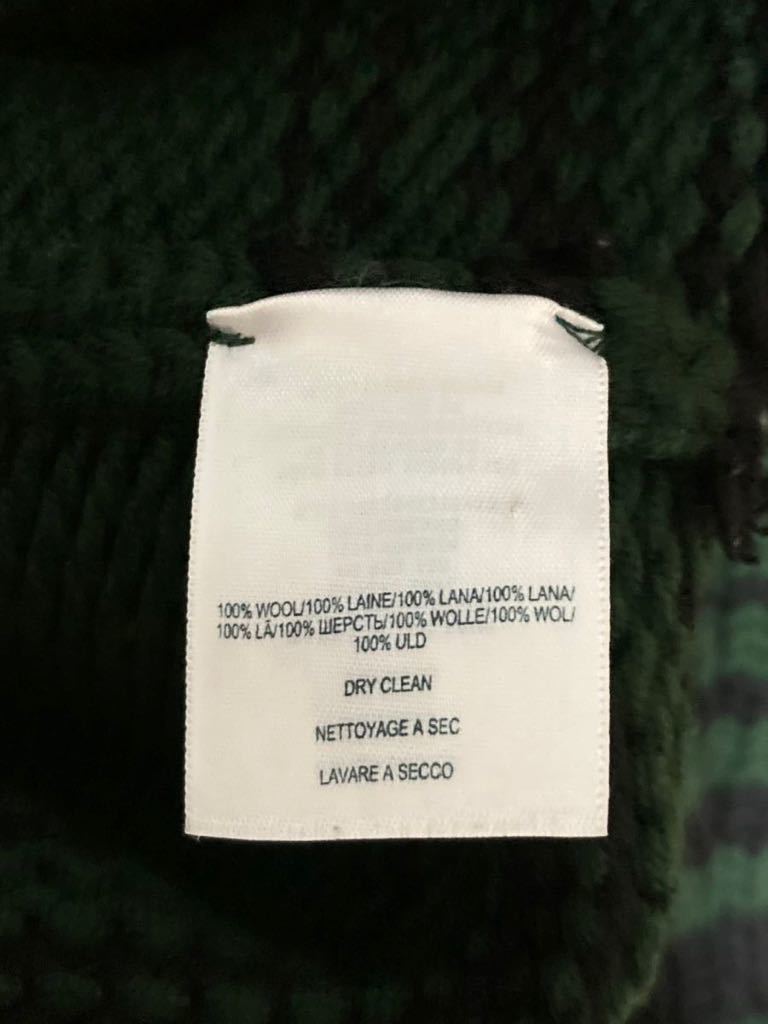 100% WOOL/100% LAINE/100% LANA/100% LANA/
100% LÃ/100% ШЕРСТЬ/100% WOLLE/100% WOL/
100% ULD
DRY CLEAN
NETTOYAGE A SEC
LAVARE A SECCO